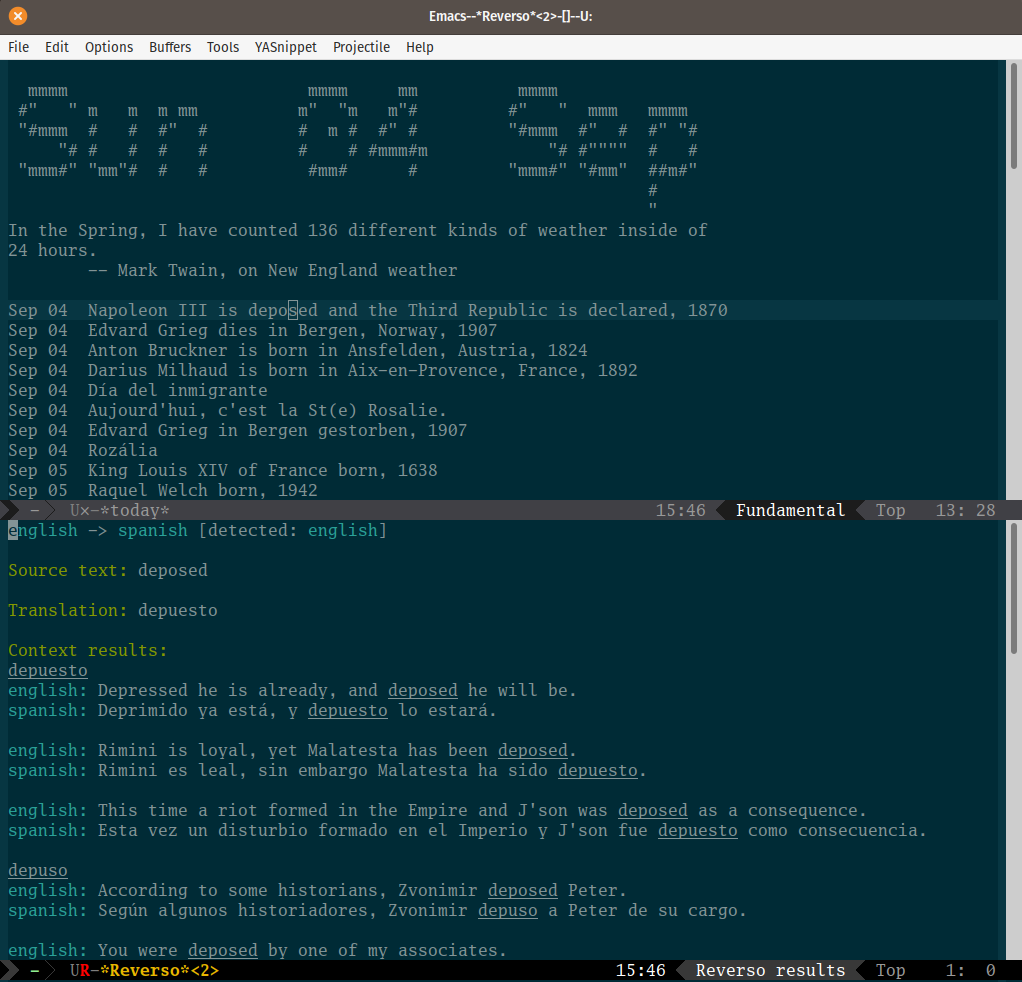 Emacs--*Reverso*<2>-[]--U:
File Edit Options Buffers Tools YASnippet Projectile Help
Sun 04 Sep
In the Spring, I have counted 136 different kinds of weather inside of
24 hours.
-- Mark Twain, on New England weather
Sep 04  Napoleon III is deposed and the Third Republic is declared, 1870
Sep 04  Edvard Grieg dies in Bergen, Norway, 1907
Sep 04  Anton Bruckner is born in Ansfelden, Austria, 1824
Sep 04  Darius Milhaud is born in Aix-en-Provence, France, 1892
Sep 04  Día del inmigrante
Sep 04  Aujourd'hui, c'est la St(e) Rosalie.
Sep 04  Edvard Grieg in Bergen gestorben, 1907
Sep 04  Rozália
Sep 05  King Louis XIV of France born, 1638
Sep 05  Raquel Welch born, 1942
– U×-*today* 15:46 Fundamental Top 13: 28
english -> spanish [detected: english]
Source text: deposed
Translation: depuesto
Context results:
depuesto
english: Depressed he is already, and deposed he will be.
spanish: Deprimido ya está, y depuesto lo estará.
english: Rimini is loyal, yet Malatesta has been deposed.
spanish: Rimini es leal, sin embargo Malatesta ha sido depuesto.
english: This time a riot formed in the Empire and J'son was deposed as a consequence.
spanish: Esta vez un disturbio formado en el Imperio y J'son fue depuesto como consecuencia.
depuso
english: According to some historians, Zvonimir deposed Peter.
spanish: Según algunos historiadores, Zvonimir depuso a Peter de su cargo.
english: You were deposed by one of my associates.
– UR-*Reverso*<2> 15:46 Reverso results Top 1: 0